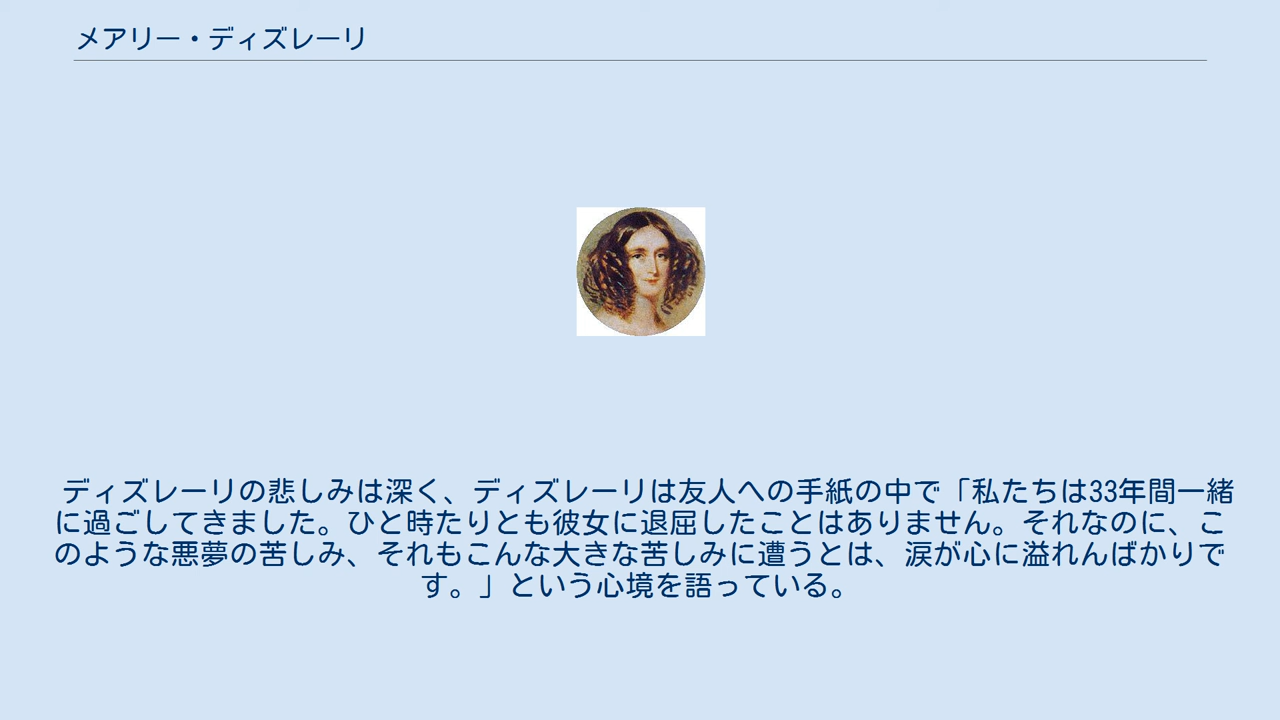 メアリー・ディズレーリ
ディズレーリの悲しみは深く、ディズレーリは友人への手紙の中で「私たちは33年間一緒
に過ごしてきました。ひと時たりとも彼女に退屈したことはありません。それなのに、こ
のような悪夢の苦しみ、それもこんな大きな苦しみに遭うとは、涙が心に溢れんばかりで
す。」という心境を語っている。